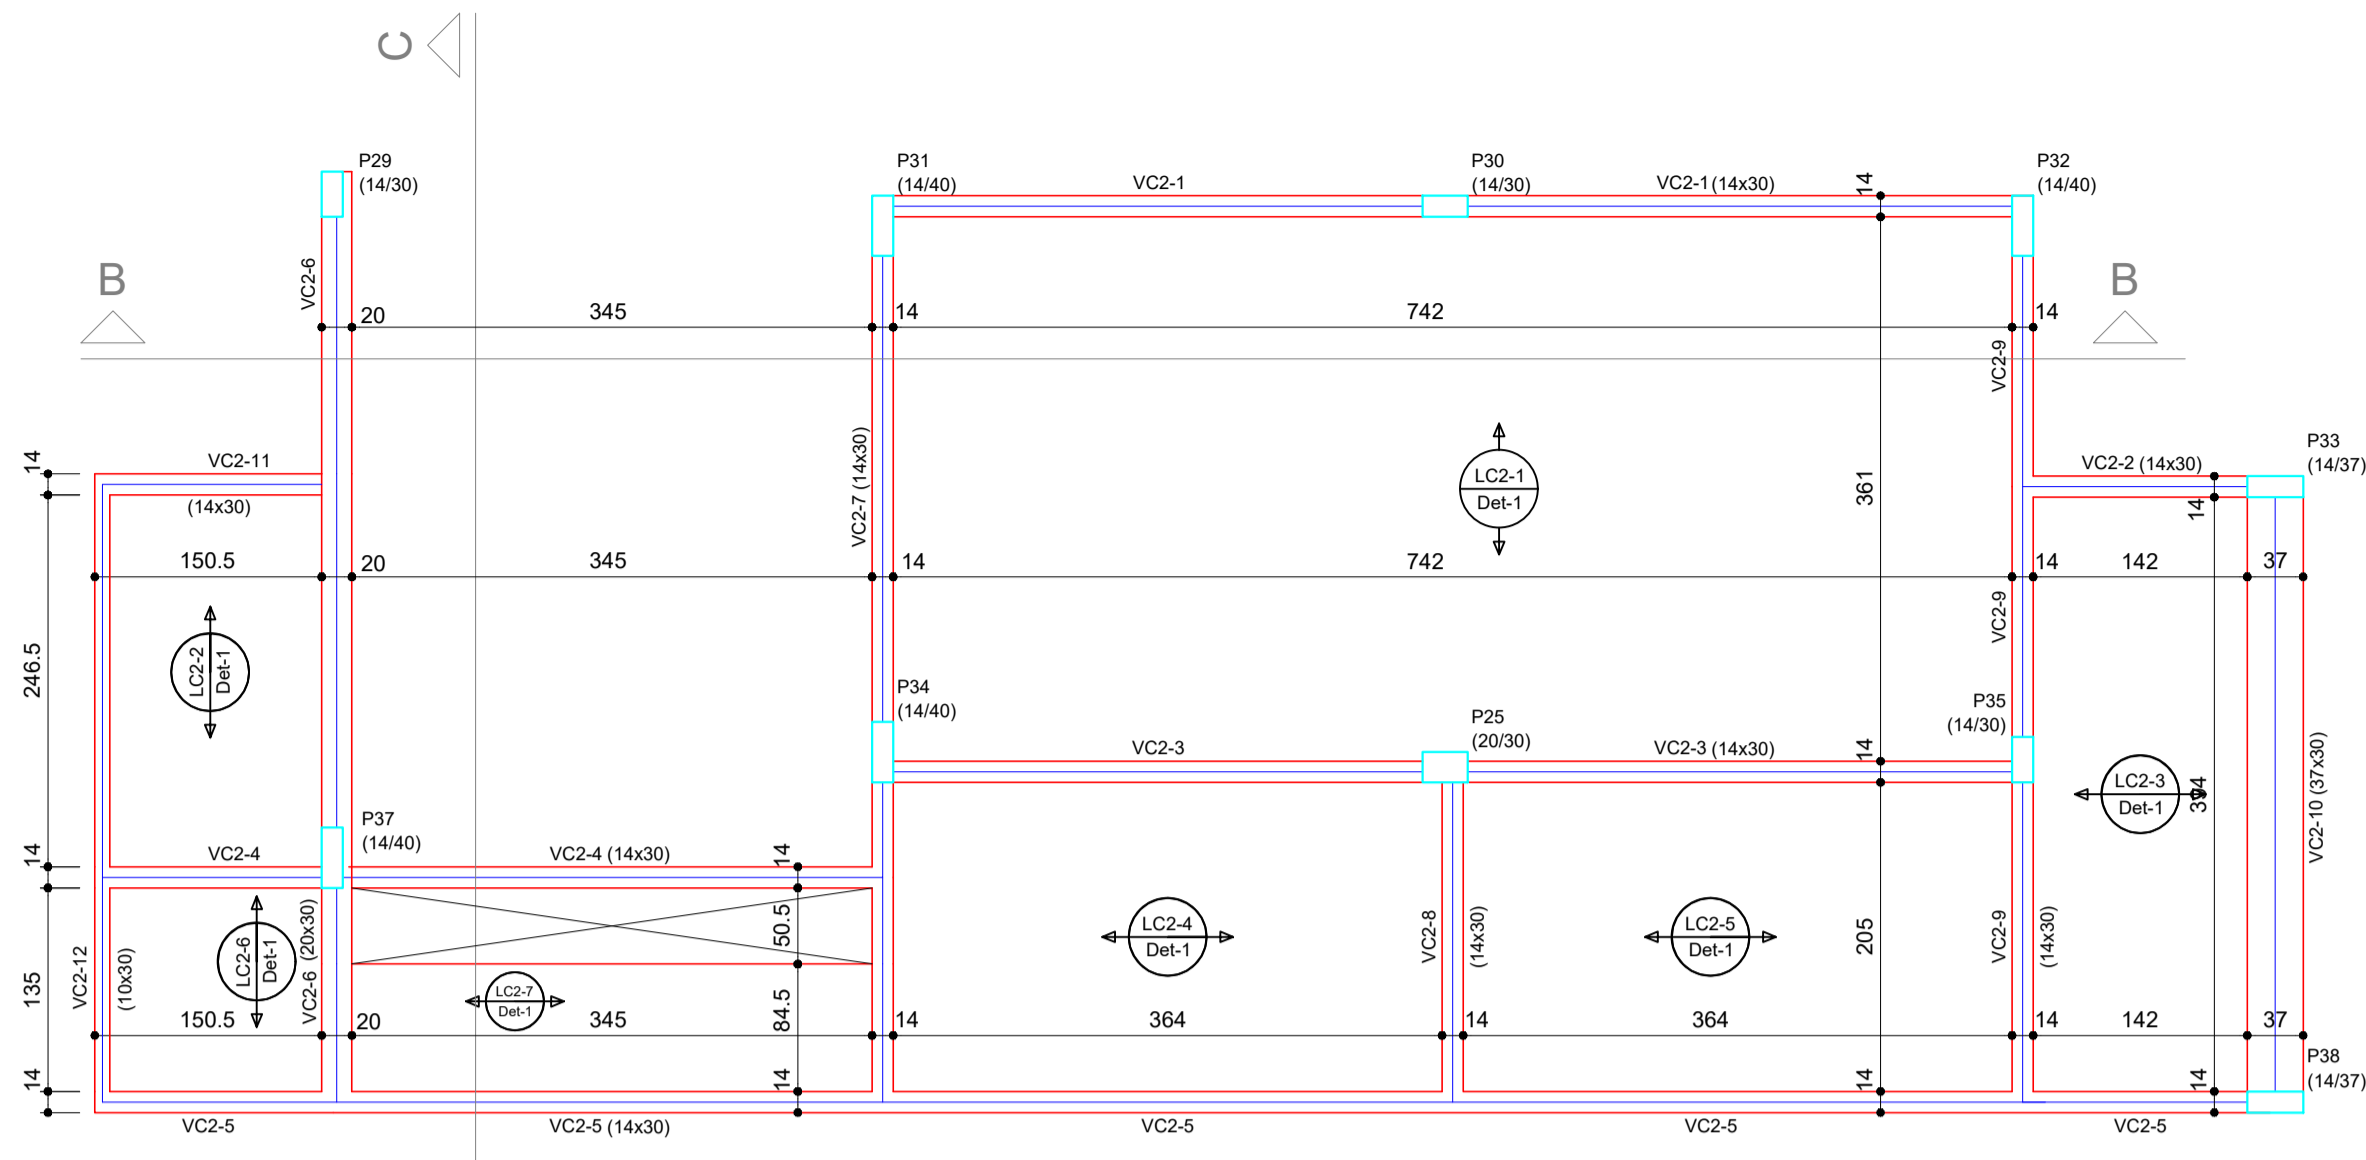 C
P29
(14/30)
P31
(14/40)
VC2-1
P30
(14/30)
VC2-1 (14x30)
14
P32
(14/40)
B
VC2-6
B
20
345
14
742
14
VC2-9
14
VC2-11
(14x30)
VC2-7 (14x30)
LC2-1
Det-1
361
VC2-2 (14x30)
P33
(14/37)
14
150.5
20
345
14
742
14
142
37
VC2-9
246.5
LC2-2
Det-1
P34
(14/40)
P25
(20/30)
P35
(14/30)
VC2-3
VC2-3 (14x30)
14
LC2-3
Det-1
VC2-10 (37x30)
P37
(14/40)
14
VC2-4
VC2-4 (14x30)
14
50.5
LC2-6
Det-1
VC2-6 (20x30)
LC2-4
Det-1
VC2-8
(14x30)
LC2-5
Det-1
205
VC2-9
(14x30)
135
VC2-12
(10x30)
LC2-7
Det-1
84.5
150.5
20
345
14
364
14
364
14
142
37
14
14
14
14
P38
(14/37)
VC2-5
VC2-5 (14x30)
VC2-5
VC2-5
VC2-5